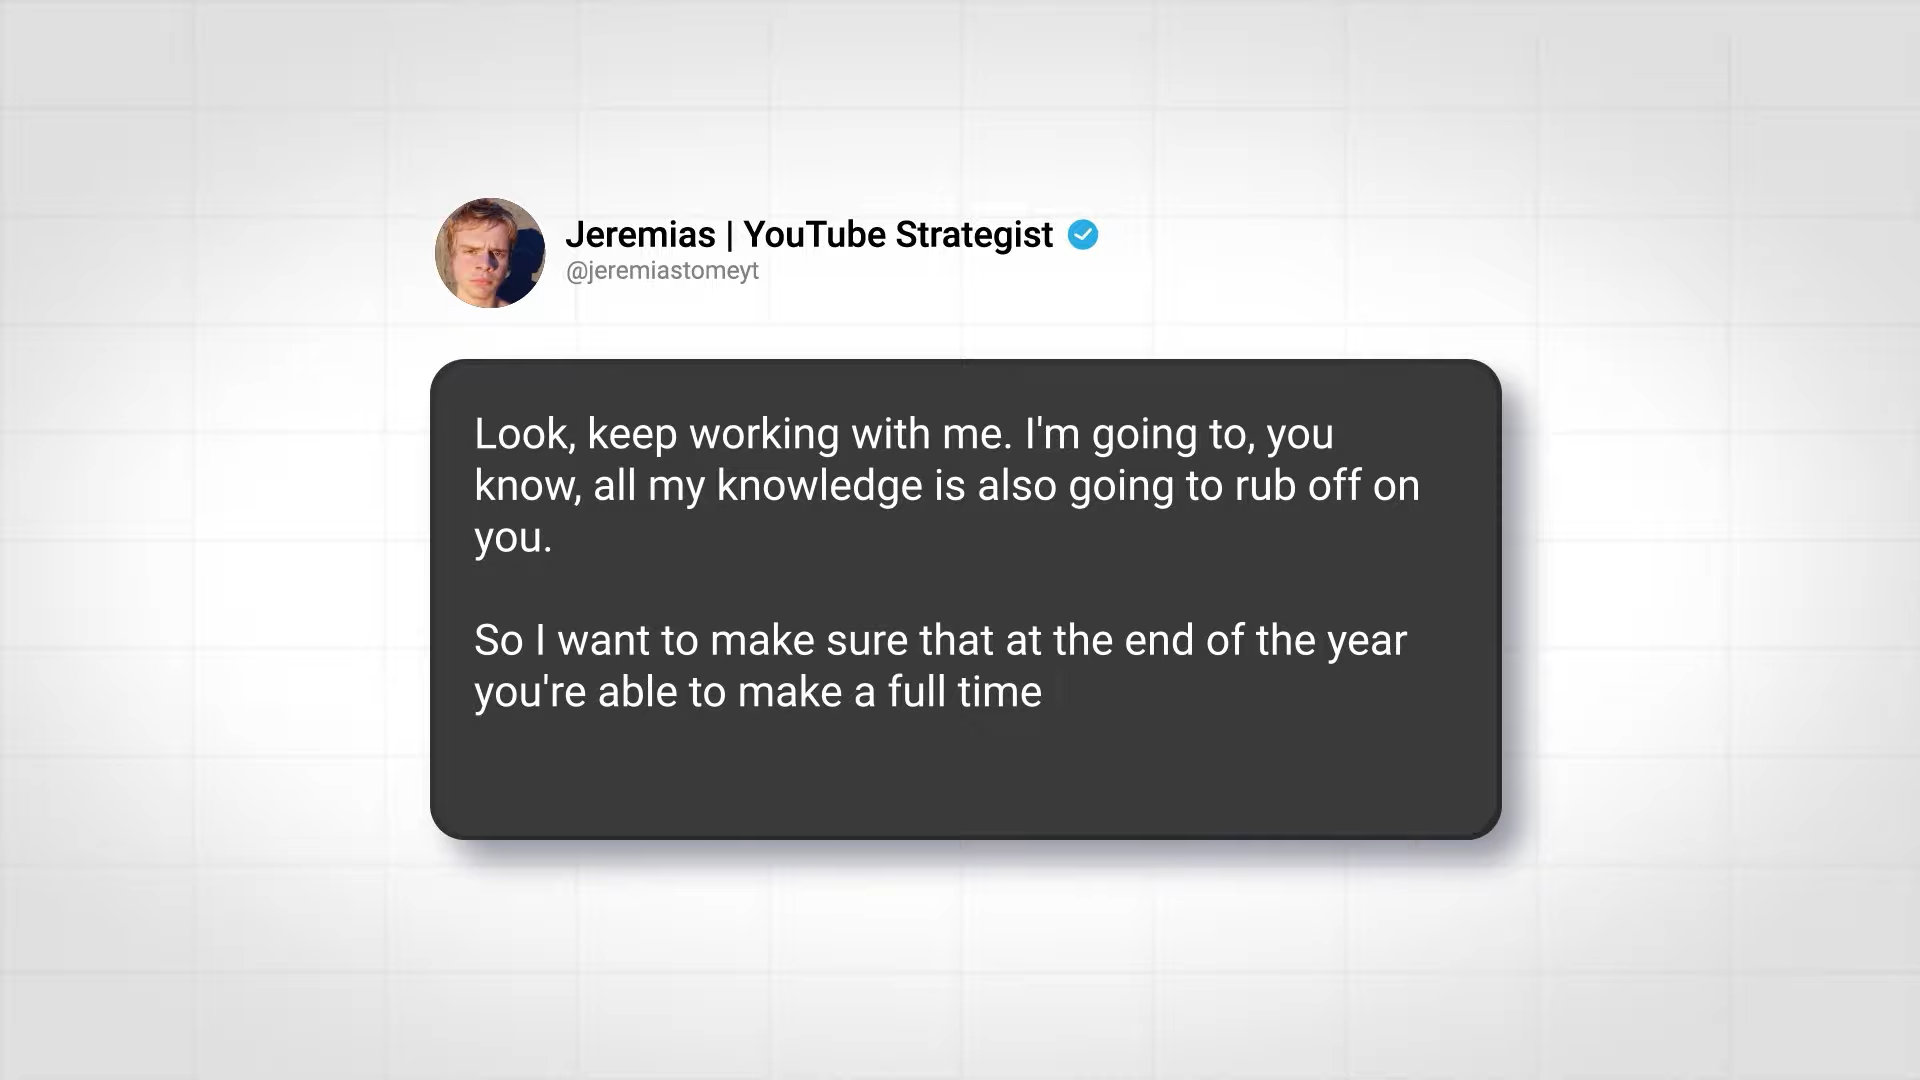 Jeremias | YouTube Strategist
@jeremiastomeyt
Look, keep working with me. I'm going to, you
know, all my knowledge is also going to rub off on
you.
So I want to make sure that at the end of the year
you're able to make a full time